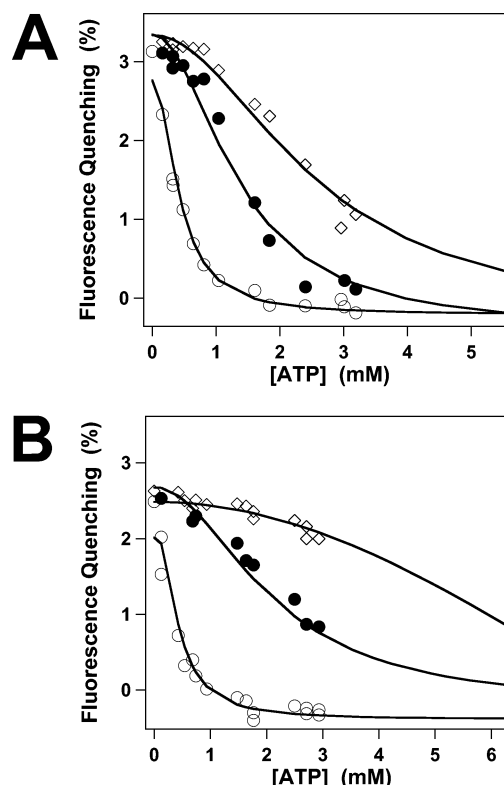 A
Fluorescence Quenching (%)
3
2
1
0
0 1 2 3 4 5
[ATP] (mM)
B
Fluorescence Quenching (%)
3
2
1
0
0 1 2 3 4 5 6
[ATP] (mM)